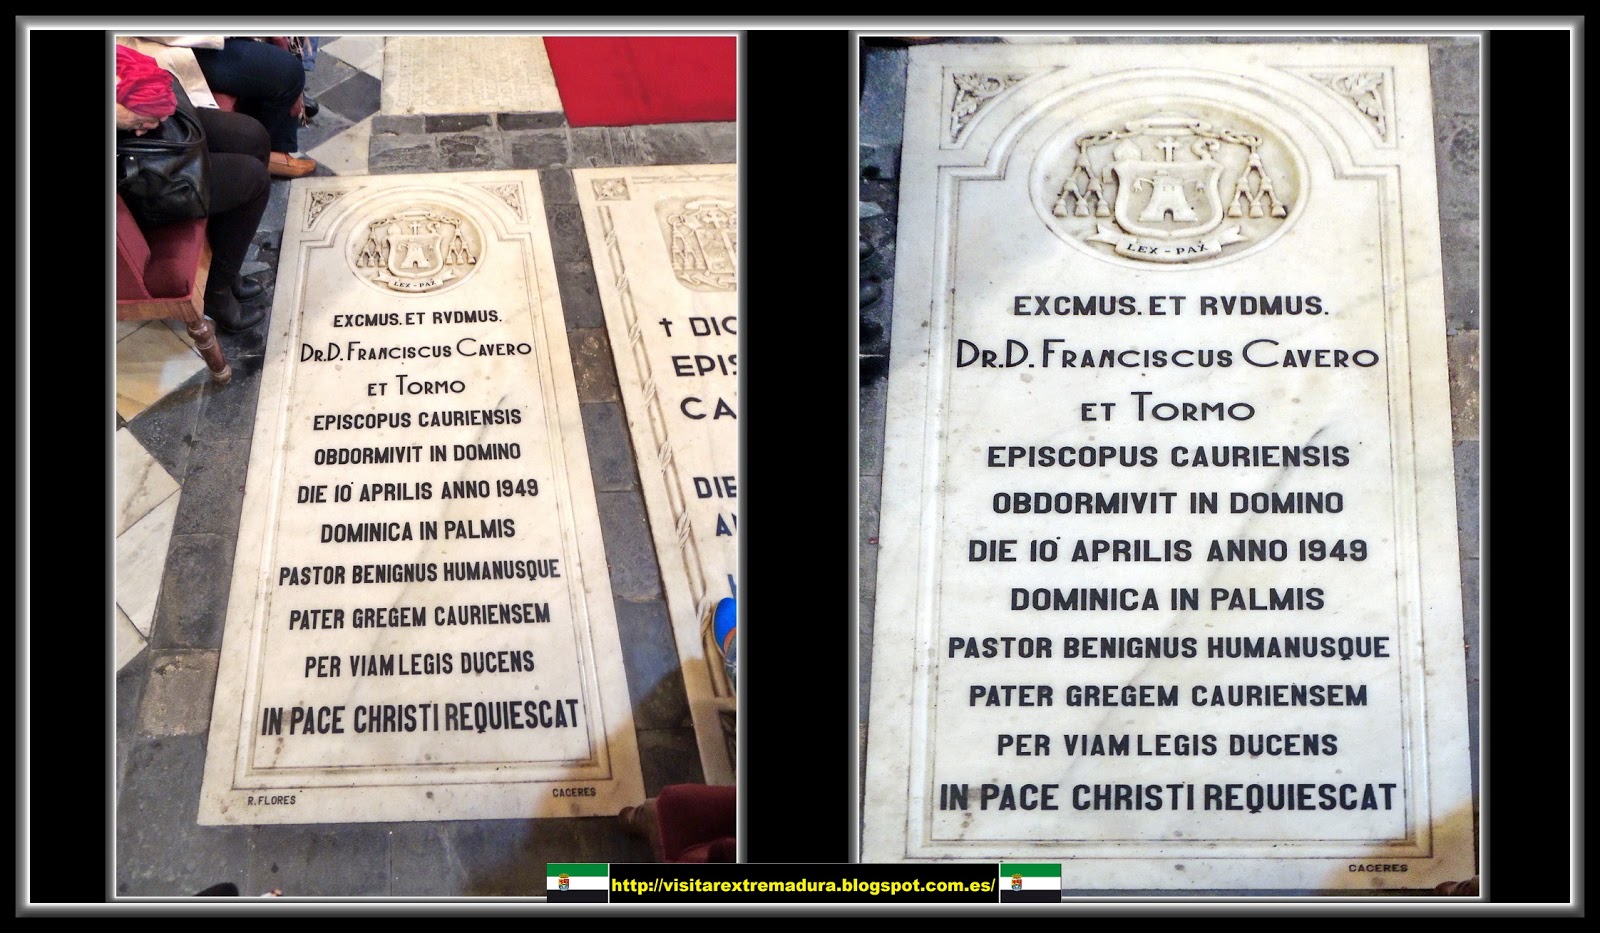 LEX - PAX
EXCMUS. ET RVDMUS.
DR. D. FRANCISCUS CAVERO
ET TORMO
EPISCOPUS CAURIENSIS
OBDORMIVIT IN DOMINO
DIE 10 APRILIS ANNO 1949
DOMINICA IN PALMIS
PASTOR BENIGNUS HUMANUSQUE
PATER GREGEM CAURIENSEM
PER VIAM LEGIS DUCENS
IN PACE CHRISTI REQUIESCAT
R. FLORES
CACERES
† DIO
EPIS
CA
DIE
LEX - PAX
EXCMUS. ET RVDMUS.
DR. D. FRANCISCUS CAVERO
ET TORMO
EPISCOPUS CAURIENSIS
OBDORMIVIT IN DOMINO
DIE 10 APRILIS ANNO 1949
DOMINICA IN PALMIS
PASTOR BENIGNUS HUMANUSQUE
PATER GREGEM CAURIENSEM
PER VIAM LEGIS DUCENS
IN PACE CHRISTI REQUIESCAT
CACERES
http://visitarextremadura.blogspot.com.es/